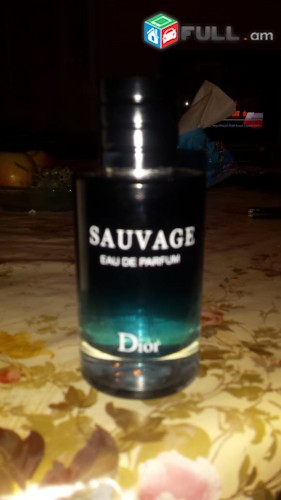 FULL.am
SAUVAGE
EAU DE PARFUM
Dior